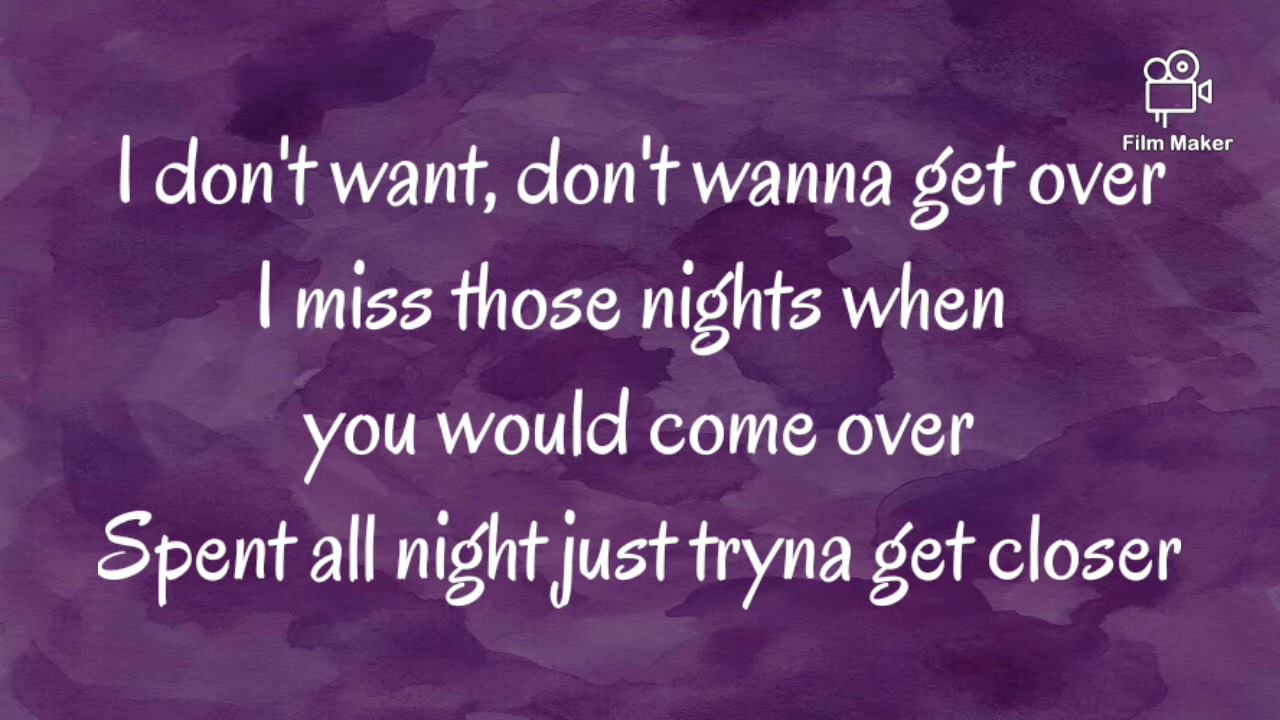 Film Maker
I don't want, don't wanna get over
I miss those nights when
you would come over
Spent all night just tryna get closer